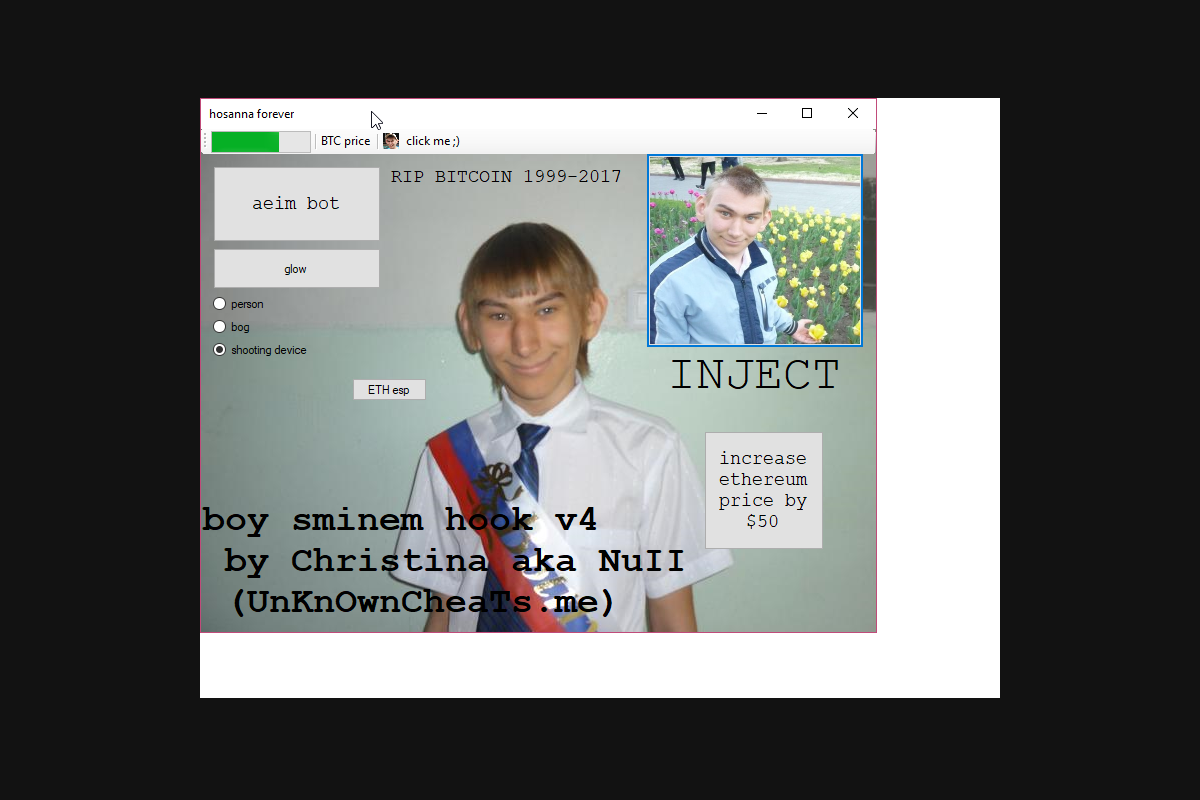 hosanna forever
BTC price
click me ;)
aeim bot
RIP BITCOIN 1999-2017
glow
person
bog
shooting device
ETH esp
INJECT
increase
ethereum
price by
$50
boy sminem hook v4
by Christina aka NuII
(UnKnOwnCheaTs.me)